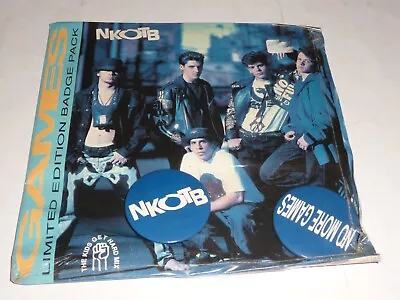 GAMES
LIMITED EDITION BADGE PACK
NKOTB
NKOTB
NO MORE GAMES
THE KIDS GET HARD MIX